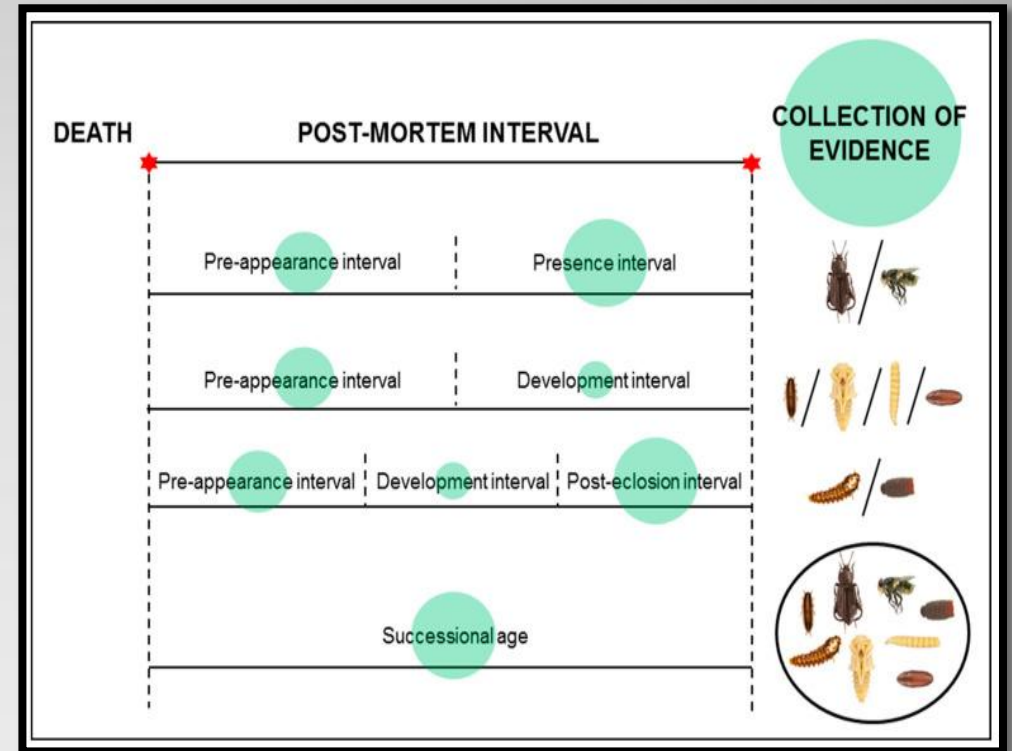 DEATH
POST-MORTEM INTERVAL
COLLECTION OF
EVIDENCE
Pre-appearance interval
Presence interval
Pre-appearance interval
Development interval
Pre-appearance interval
Development interval
Post-eclosion interval
Successional age